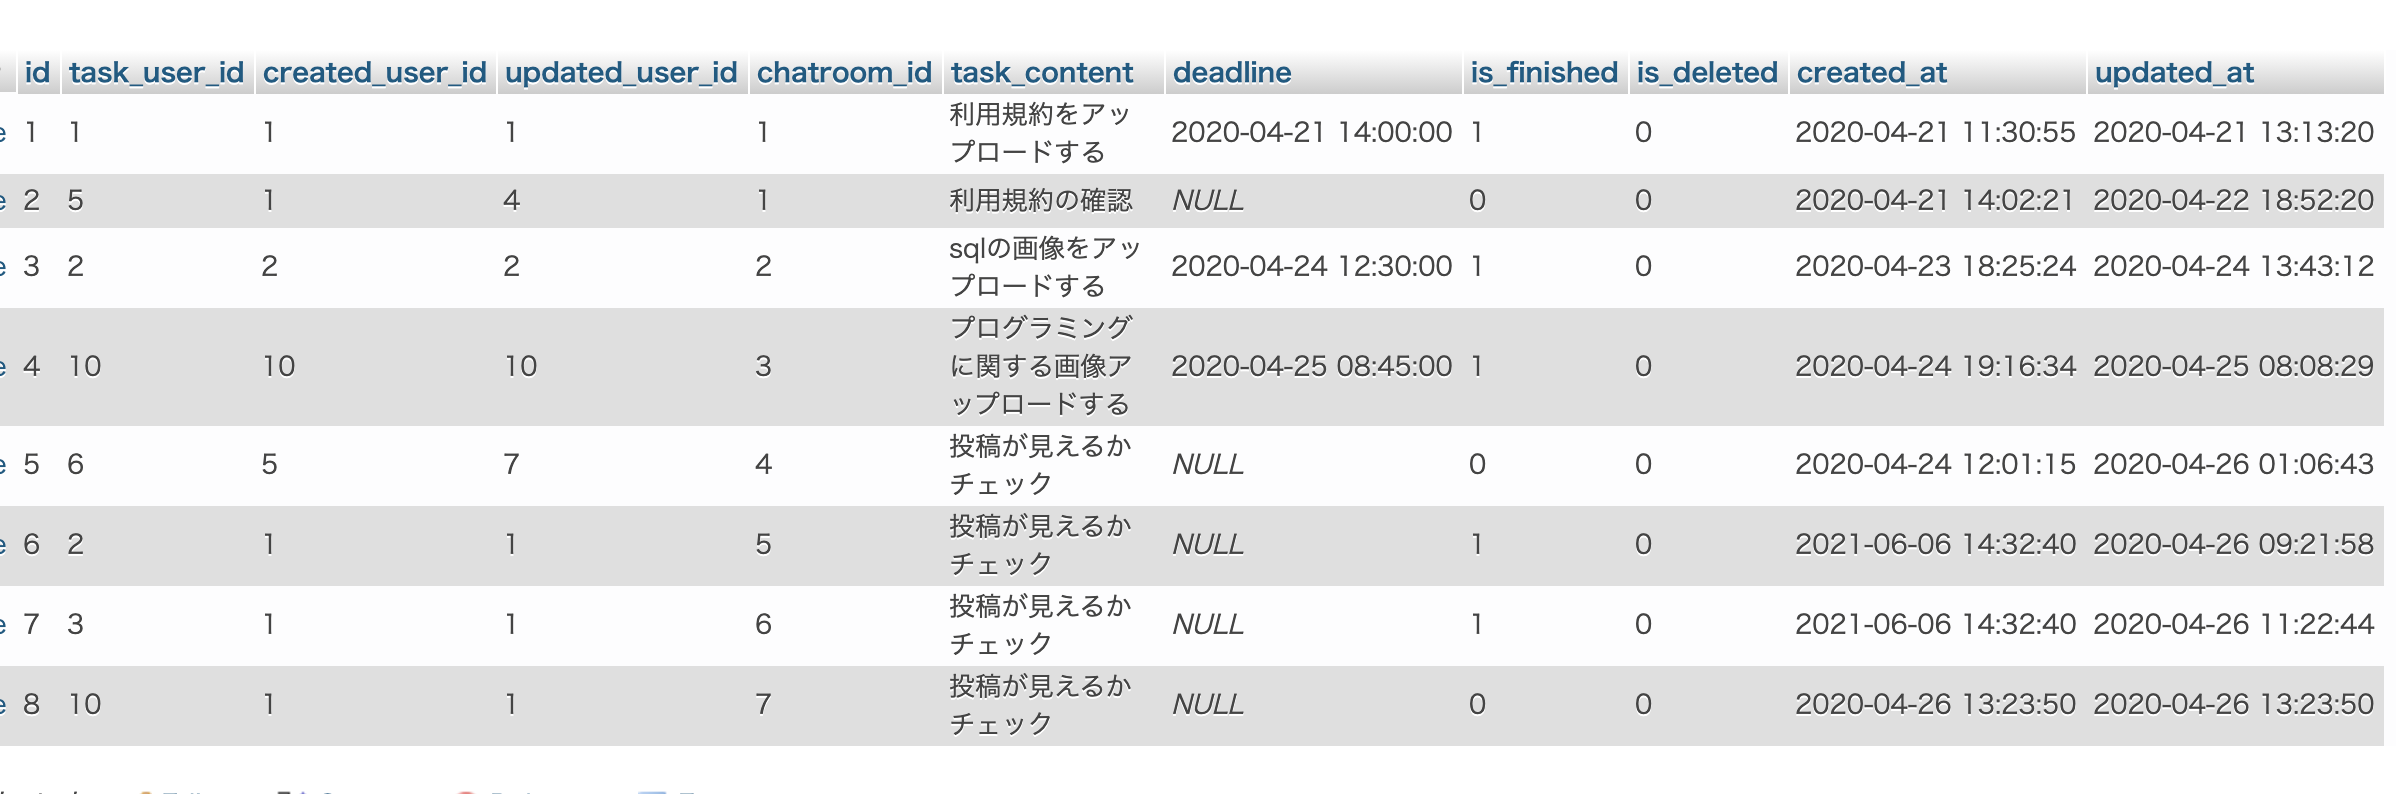 id task_user_id created_user_id updated_user_id chatroom_id task_content deadline is_finished is_deleted created_at updated_at
1 1 1 1 1 利用規約をアッ
プロードする 2020-04-21 14:00:00 1 0 2020-04-21 11:30:55 2020-04-21 13:13:20
2 5 1 4 1 利用規約の確認 NULL 0 0 2020-04-21 14:02:21 2020-04-22 18:52:20
3 2 2 2 2 sqlの画像をアッ
プロードする 2020-04-24 12:30:00 1 0 2020-04-23 18:25:24 2020-04-24 13:43:12
4 10 10 10 3 プログラミング
に関する画像ア
ップロードする 2020-04-25 08:45:00 1 0 2020-04-24 19:16:34 2020-04-25 08:08:29
5 6 5 7 4 投稿が見えるか
チェック NULL 0 0 2020-04-24 12:01:15 2020-04-26 01:06:43
6 2 1 1 5 投稿が見えるか
チェック NULL 1 0 2021-06-06 14:32:40 2020-04-26 09:21:58
7 3 1 1 6 投稿が見えるか
チェック NULL 1 0 2021-06-06 14:32:40 2020-04-26 11:22:44
8 10 1 1 7 投稿が見えるか
チェック NULL 0 0 2020-04-26 13:23:50 2020-04-26 13:23:50